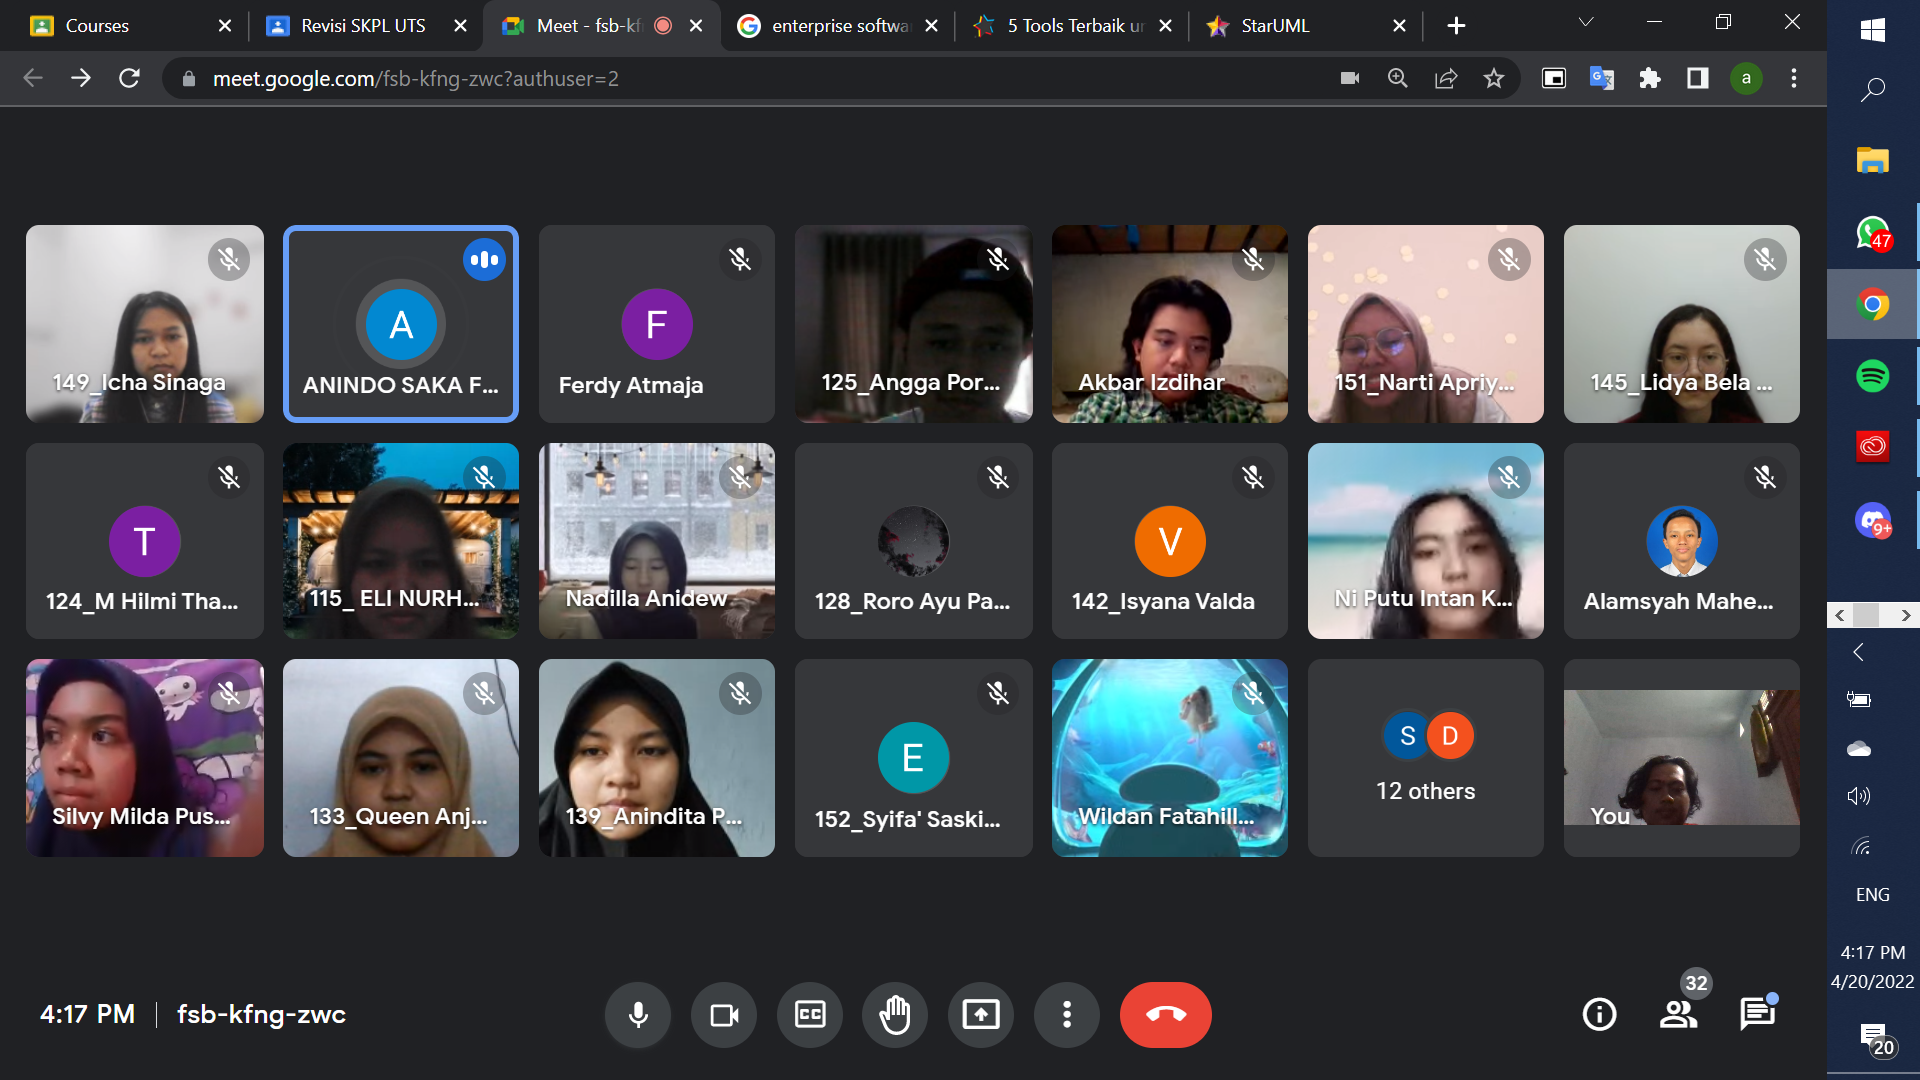 Courses
Revisi SKPL UTS
Meet - fsb-kf
enterprise softwa
5 Tools Terbaik u
StarUML
meet.google.com/fsb-kfng-zwc?authuser=2
a
149_Icha Sinaga
A
ANINDO SAKA F...
F
Ferdy Atmaja
125_Angga Por...
Akbar Izdihar
151_Narti Apriy...
145_Lidya Bela ...
T
124_M Hilmi Tha...
115_ ELI NURH...
Nadilla Anidew
128_Roro Ayu Pa...
V
142_Isyana Valda
Ni Putu Intan K...
Alamsyah Mahe...
Silvy Milda Pus...
133_Queen Anj...
139_Anindita P...
E
152_Syifa' Saski...
Wildan Fatahill...
S D
12 others
You
4:17 PM | fsb-kfng-zwc
CC
32
47
9+
ENG
4:17 PM
4/20/2022
20